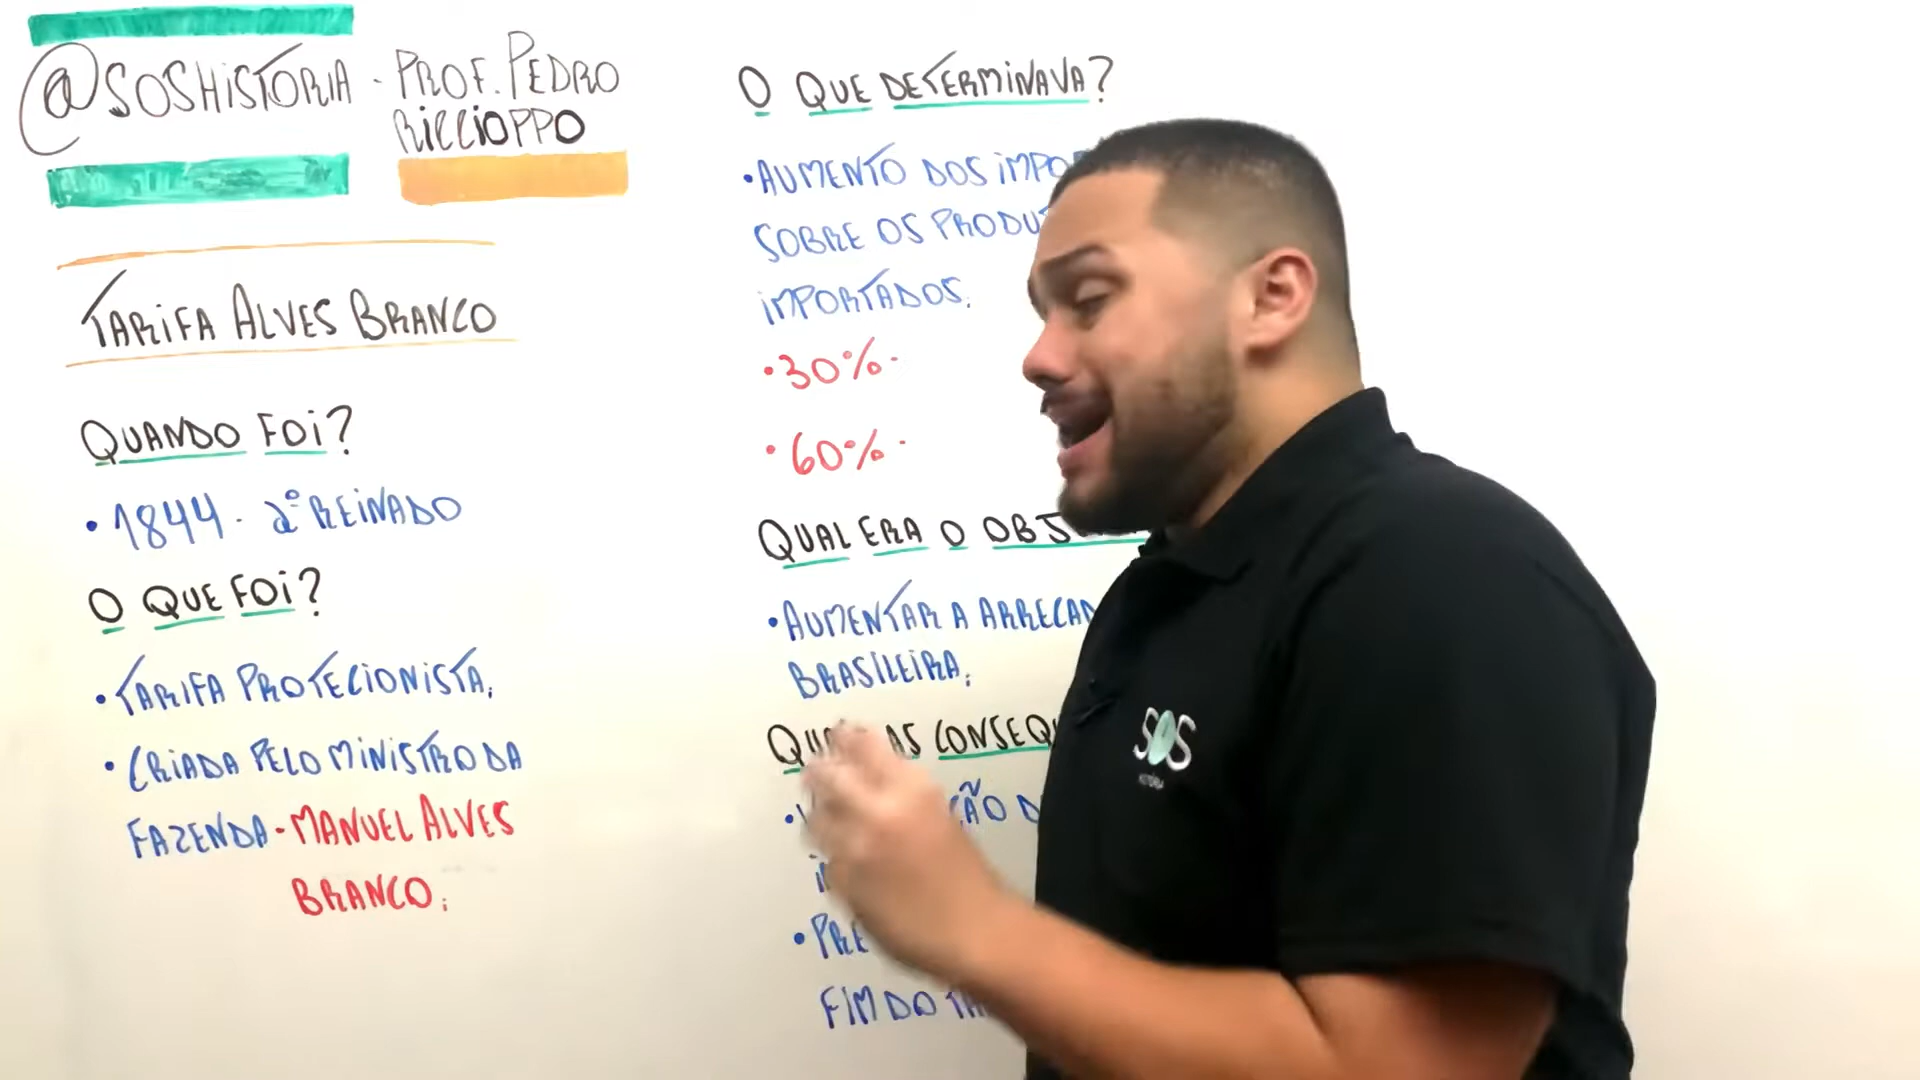 @SOSHISTORIA - PROF. PEDRO
RICCIOPPO
TARIFA ALVES BRANCO
QUANDO FOI?
• 1844 - 2º REINADO
O QUE FOI?
• TARIFA PROTECIONISTA;
• CRIADA PELO MINISTRO DA
FAZENDA - MANUEL ALVES
BRANCO;
O QUE DETERMINAVA?
• AUMENTO DOS
SOBRE OS
IMPORTADOS;
• 30% -
• 60% -
QUAL ERA O
• AUMENTAR A
BRASILEIRA;
AS
FIM DO
SOS